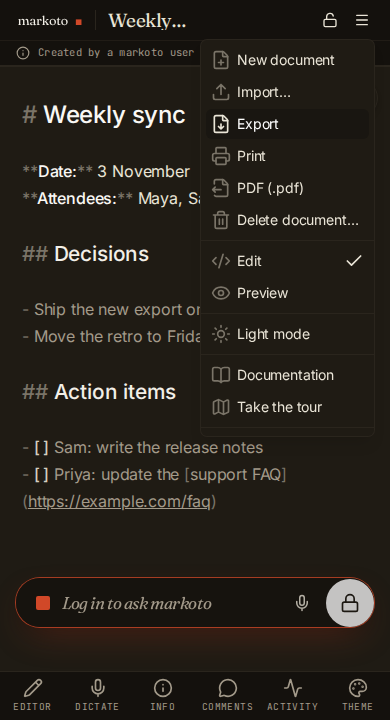 markoto
Weekly...
Created by a markoto user
New document
Import...
Export
Print
PDF (.pdf)
Delete document...
Edit
Preview
Light mode
Documentation
Take the tour
# Weekly sync
**Date:** 3 November
**Attendees:** Maya,
## Decisions
- Ship the new export
- Move the retro to
## Action items
- [ ] Sam: write the release notes
- [ ] Priya: update the [support FAQ]
(https://example.com/faq)
Log in to ask markoto
EDITOR
DICTATE
INFO
COMMENTS
ACTIVITY
THEME